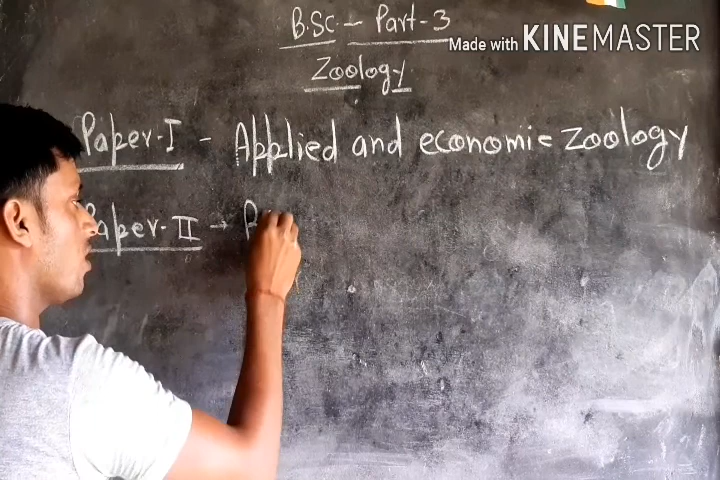 B.SC. - Part-3
Made with KINEMASTER
Zoology
Paper-I - Applied and economic zoology
Paper-II →